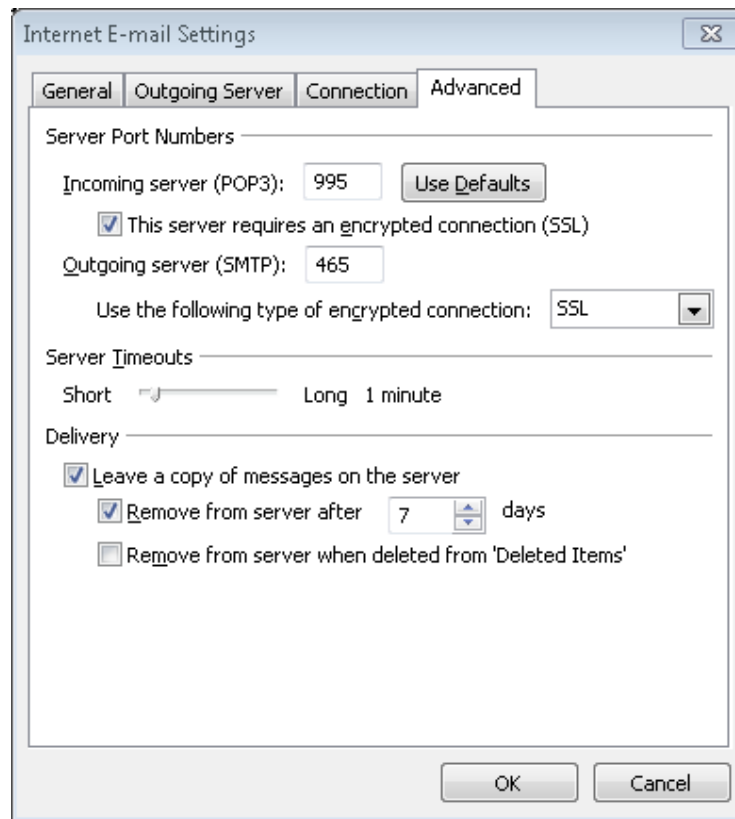 Internet E-mail Settings
General Outgoing Server Connection Advanced
Server Port Numbers
Incoming server (POP3): 995 Use Defaults
This server requires an encrypted connection (SSL)
Outgoing server (SMTP): 465
Use the following type of encrypted connection: SSL
Server Timeouts
Short Long 1 minute
Delivery
Leave a copy of messages on the server
Remove from server after 7 days
Remove from server when deleted from 'Deleted Items'
OK Cancel